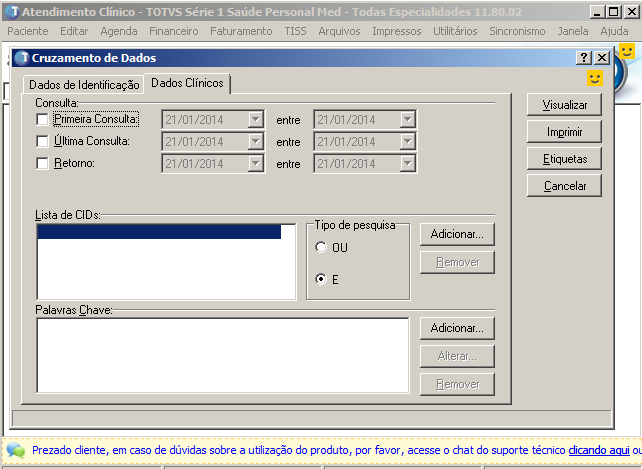 Atendimento Clínico - TOTVS Série 1 Saúde Personal Med - Todas Especialidades 11.80.02
Paciente Editar Agenda Financeiro Faturamento TISS Arquivos Impressos Utilitários Sincronismo Janela Ajuda
Cruzamento de Dados
Dados de Identificação Dados Clínicos
Consulta:
Primeira Consulta: 21/01/2014 entre 21/01/2014
Última Consulta: 21/01/2014 entre 21/01/2014
Retorno: 21/01/2014 entre 21/01/2014
Visualizar
Imprimir
Etiquetas
Cancelar
Lista de CIDs:
Tipo de pesquisa
OU
E
Adicionar...
Remover
Palavras Chave:
Adicionar...
Alterar...
Remover
Prezado cliente, em caso de dúvidas sobre a utilização do produto, por favor, acesse o chat do suporte técnico clicando aqui ou